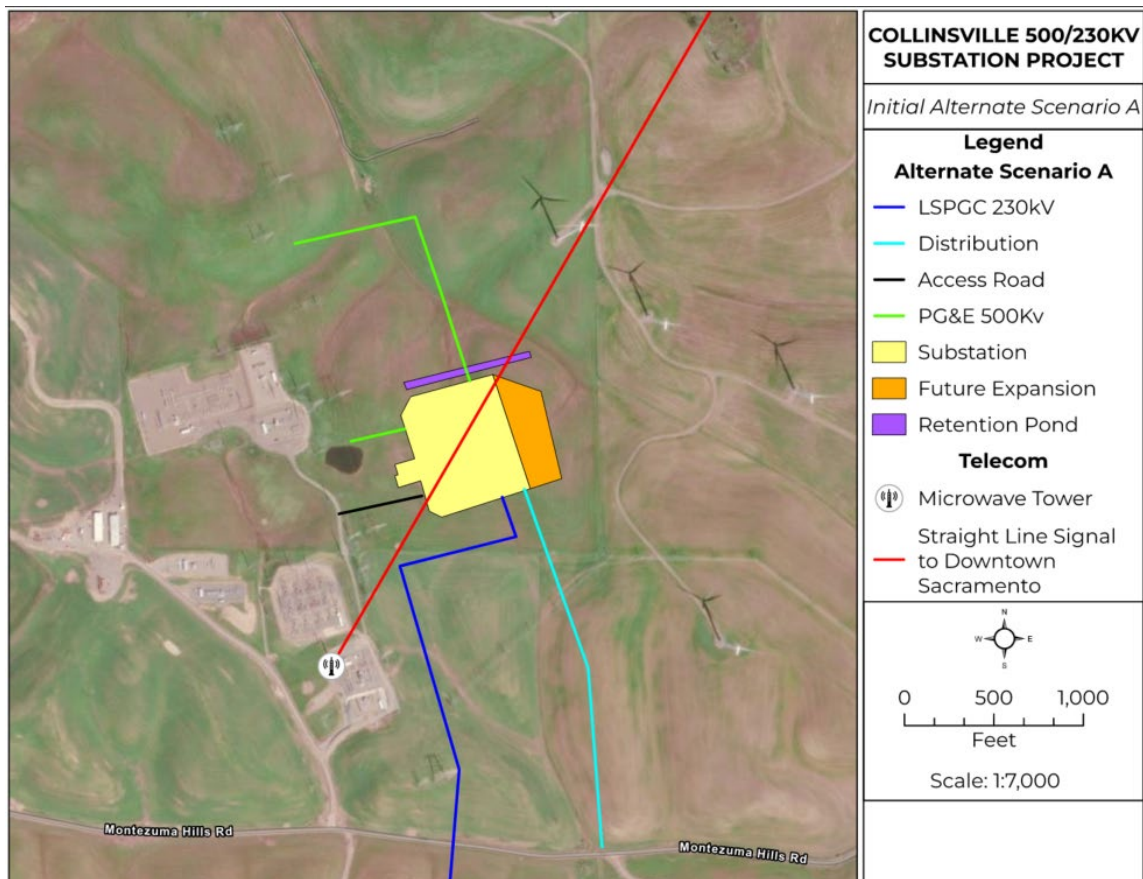 COLLINSVILLE 500/230KV
SUBSTATION PROJECT
Initial Alternate Scenario A
Legend
Alternate Scenario A
LSPGC 230kV
Distribution
Access Road
PG&E 500Kv
Substation
Future Expansion
Retention Pond
Telecom
Microwave Tower
Straight Line Signal
to Downtown
Sacramento
N
W E
S
0 500 1,000
Feet
Scale: 1:7,000
Montezuma Hills Rd
Montezuma Hills Rd